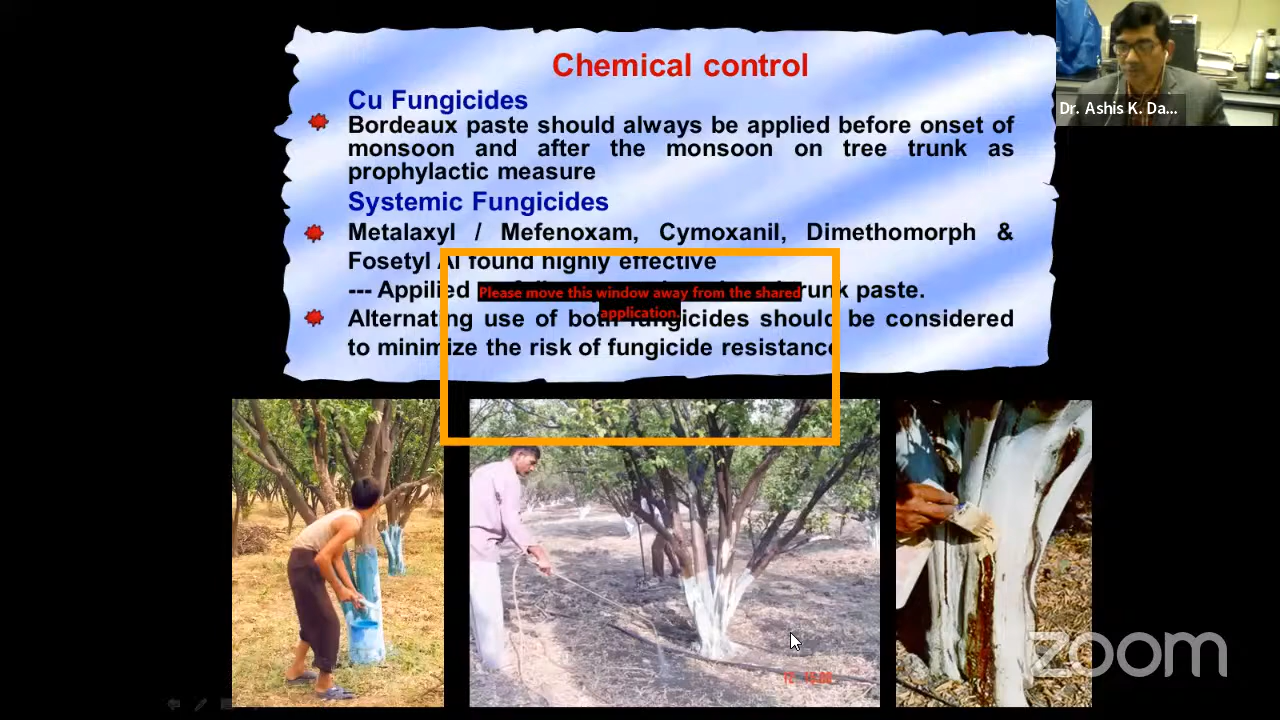 Chemical control
Cu Fungicides
Bordeaux paste should always be applied before onset of
monsoon and after the monsoon on tree trunk as
prophylactic measure
Systemic Fungicides
Metalaxyl / Mefenoxam, Cymoxanil, Dimethomorph &
Fosetyl Al found highly effective
--- Appilied trunk paste.
Please move this window away from the shared
application.
Alternating use of both fungicides should be considered
to minimize the risk of fungicide resistance
Dr. Ashis K. Da...
zoom